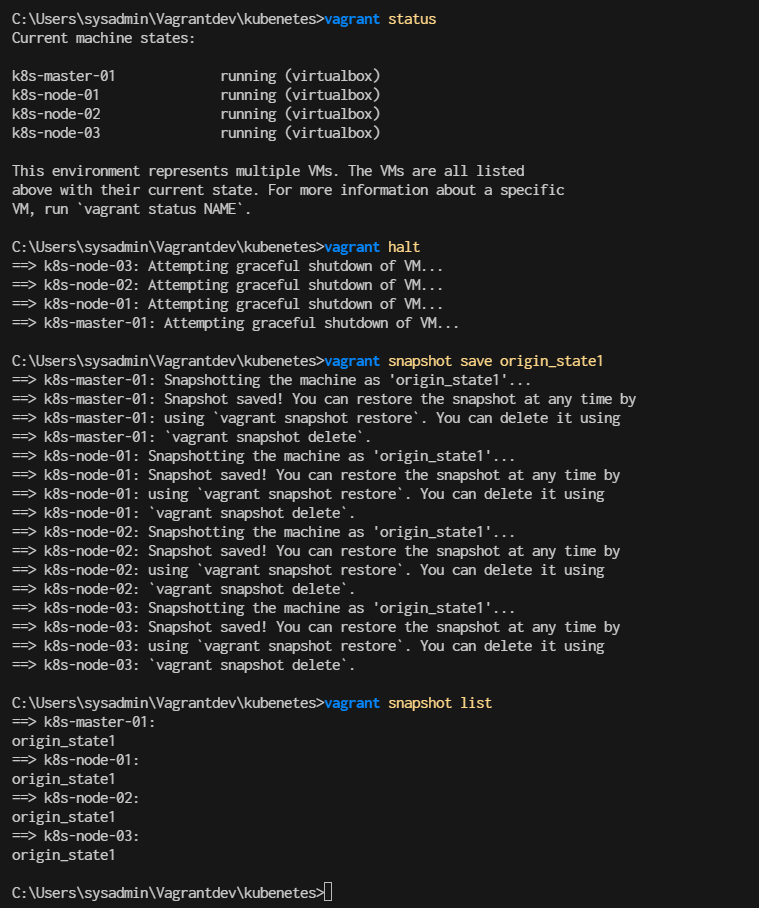 C:\Users\sysadmin\Vagrantdev\kubenetes>vagrant status
Current machine states:
k8s-master-01             running (virtualbox)
k8s-node-01               running (virtualbox)
k8s-node-02               running (virtualbox)
k8s-node-03               running (virtualbox)
This environment represents multiple VMs. The VMs are all listed
above with their current state. For more information about a specific
VM, run `vagrant status NAME`.
C:\Users\sysadmin\Vagrantdev\kubenetes>vagrant halt
==> k8s-node-03: Attempting graceful shutdown of VM...
==> k8s-node-02: Attempting graceful shutdown of VM...
==> k8s-node-01: Attempting graceful shutdown of VM...
==> k8s-master-01: Attempting graceful shutdown of VM...
C:\Users\sysadmin\Vagrantdev\kubenetes>vagrant snapshot save origin_state1
==> k8s-master-01: Snapshotting the machine as 'origin_state1'...
==> k8s-master-01: Snapshot saved! You can restore the snapshot at any time by
==> k8s-master-01: using `vagrant snapshot restore`. You can delete it using
==> k8s-master-01: `vagrant snapshot delete`.
==> k8s-node-01: Snapshotting the machine as 'origin_state1'...
==> k8s-node-01: Snapshot saved! You can restore the snapshot at any time by
==> k8s-node-01: using `vagrant snapshot restore`. You can delete it using
==> k8s-node-01: `vagrant snapshot delete`.
==> k8s-node-02: Snapshotting the machine as 'origin_state1'...
==> k8s-node-02: Snapshot saved! You can restore the snapshot at any time by
==> k8s-node-02: using `vagrant snapshot restore`. You can delete it using
==> k8s-node-02: `vagrant snapshot delete`.
==> k8s-node-03: Snapshotting the machine as 'origin_state1'...
==> k8s-node-03: Snapshot saved! You can restore the snapshot at any time by
==> k8s-node-03: using `vagrant snapshot restore`. You can delete it using
==> k8s-node-03: `vagrant snapshot delete`.
C:\Users\sysadmin\Vagrantdev\kubenetes>vagrant snapshot list
==> k8s-master-01:
origin_state1
==> k8s-node-01:
origin_state1
==> k8s-node-02:
origin_state1
==> k8s-node-03:
origin_state1
C:\Users\sysadmin\Vagrantdev\kubenetes>